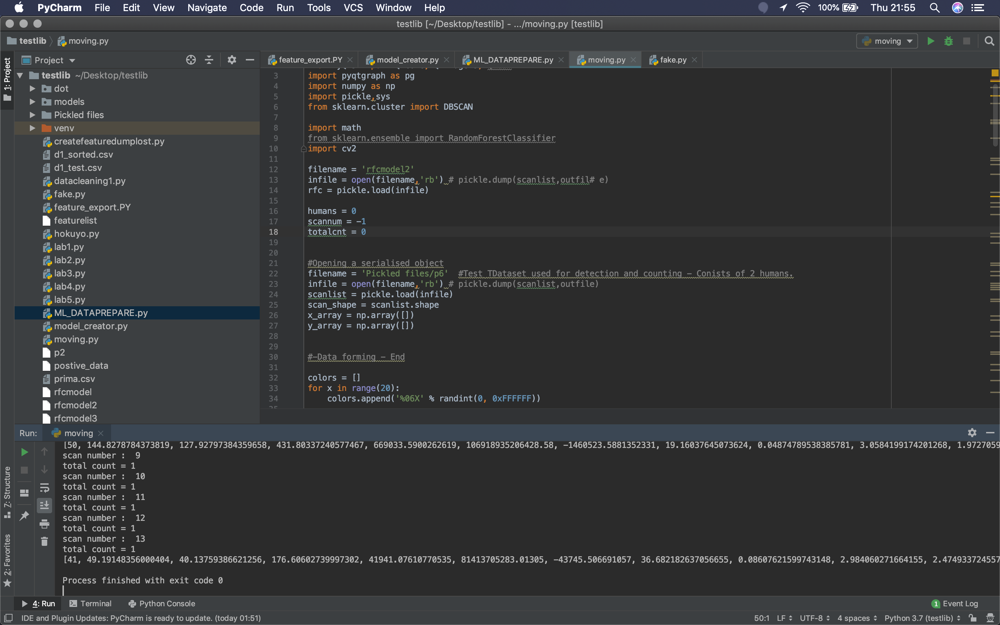 PyCharm File Edit View Navigate Code Run Tools VCS Window Help 100% Thu 21:55
testlib [~/Desktop/testlib] - .../moving.py [testlib]
testlib moving.py moving
Project
feature_export.PY model_creator.py ML_DATAPREPARE.py moving.py fake.py
1: Project
7: Structure
2: Favorites
testlib ~/Desktop/testlib
dot
models
Pickled files
venv
createfeaturedumplost.py
d1_sorted.csv
d1_test.csv
datacleaning1.py
fake.py
feature_export.PY
featurelist
hokuyo.py
lab1.py
lab2.py
lab3.py
lab4.py
lab5.py
ML_DATAPREPARE.py
model_creator.py
moving.py
p2
postive_data
prima.csv
rfcmodel
rfcmodel2
rfcmodel3
3 import pyqtgraph as pg
4 import numpy as np
5 import pickle,sys
6 from sklearn.cluster import DBSCAN
7
8 import math
9 from sklearn.ensemble import RandomForestClassifier
10 import cv2
11
12 filename = 'rfcmodel2'
13 infile = open(filename,'rb') # pickle.dump(scanlist,outfil# e)
14 rfc = pickle.load(infile)
15
16 humans = 0
17 scannum = -1
18 totalcnt = 0
19
20
21 #Opening a serialised object
22 filename = 'Pickled files/p6' #Test TDataset used for detection and counting - Conists of 2 humans.
23 infile = open(filename,'rb') # pickle.dump(scanlist,outfile)
24 scanlist = pickle.load(infile)
25 scan_shape = scanlist.shape
26 x_array = np.array([])
27 y_array = np.array([])
28
29
30 #-Data forming - End
31
32 colors = []
33 for x in range(20):
34 colors.append('%06X' % randint(0, 0xFFFFFF))
Run: moving
[50, 144.8278784373819, 127.92797384359658, 431.80337240577467, 669033.5900262619, 106918935206428.58, -1460523.5881352331, 19.16037645073624, 0.04874789538385781, 3.0584199174201268, 1.9727059
scan number : 9
total count = 1
scan number : 10
total count = 1
scan number : 11
total count = 1
scan number : 12
total count = 1
scan number : 13
total count = 1
[41, 49.19148356000404, 40.13759386621256, 176.60602739997302, 41941.07610770535, 81413705283.01305, -43745.506691057, 36.682182637056655, 0.08607621599743148, 2.984060271664155, 2.474933724557
Process finished with exit code 0
4: Run Terminal Python Console 1 Event Log
IDE and Plugin Updates: PyCharm is ready to update. (today 01:51) 50:1 LF UTF-8 4 spaces Python 3.7 (testlib)